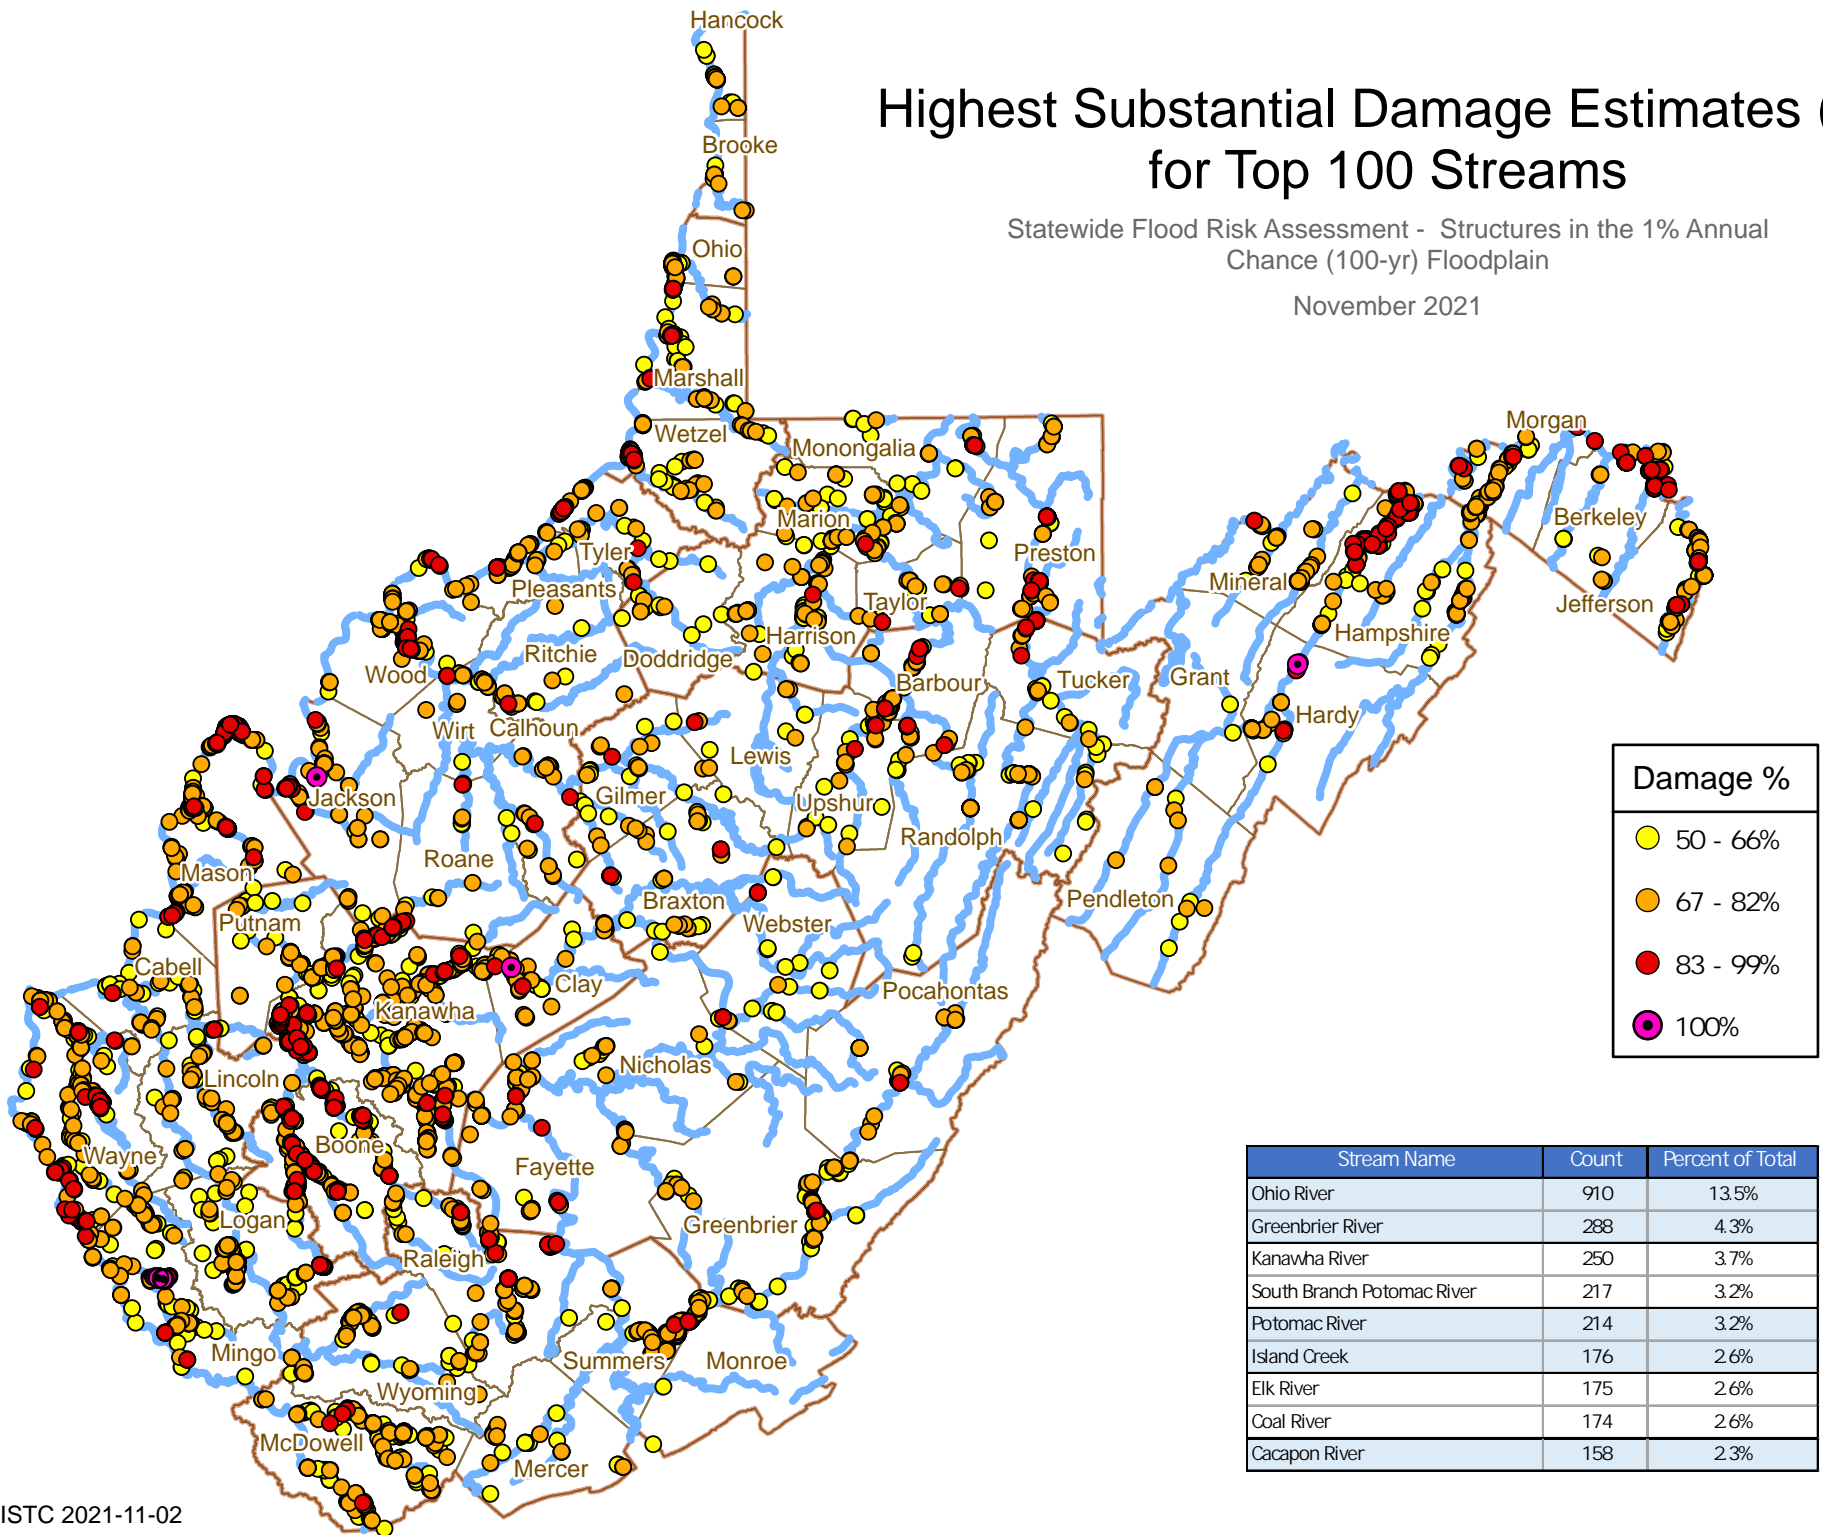 Highest Substantial Damage Estimates (
for Top 100 Streams
Statewide Flood Risk Assessment - Structures in the 1% Annual
Chance (100-yr) Floodplain
November 2021
Hancock
Brooke
Ohio
Marshall
Wetzel
Monongalia
Morgan
Marion
Berkeley
Tyler
Preston
Pleasants
Mineral
Taylor
Jefferson
Harrison
Hampshire
Ritchie
Doddridge
Wood
Barbour
Tucker
Grant
Hardy
Wirt
Calhoun
Lewis
Jackson
Gilmer
Upshur
Randolph
Roane
Mason
Braxton
Pendleton
Putnam
Webster
Cabell
Clay
Pocahontas
Kanawha
Nicholas
Lincoln
Boone
Wayne
Fayette
Logan
Greenbrier
Raleigh
Mingo
Summers
Monroe
Wyoming
McDowell
Mercer
Damage %
50 - 66%
67 - 82%
83 - 99%
100%
Stream Name Count Percent of Total
Ohio River 910 13.5%
Greenbrier River 288 4.3%
Kanawha River 250 3.7%
South Branch Potomac River 217 3.2%
Potomac River 214 3.2%
Island Creek 176 2.6%
Elk River 175 2.6%
Coal River 174 2.6%
Cacapon River 158 2.3%
ISTC 2021-11-02